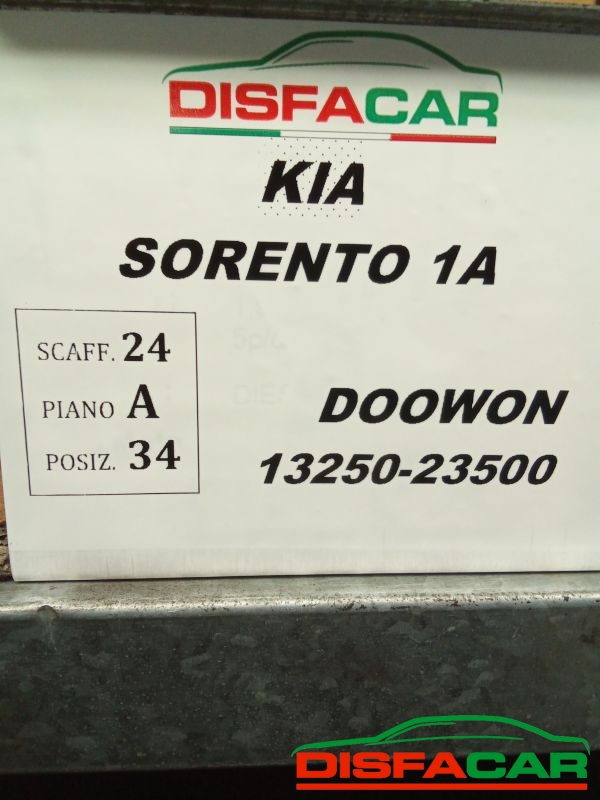 DISFACAR
KIA
SORENTO 1A
SCAFF. 24
PIANO A
POSIZ. 34
DOOWON
13250-23500
DISFACAR